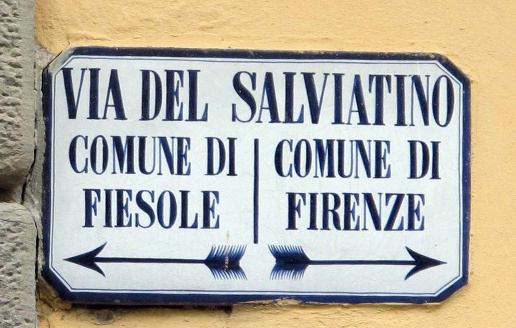 VIA DEL SALVIATINO
COMUNE DI
FIESOLE
COMUNE DI
FIRENZE